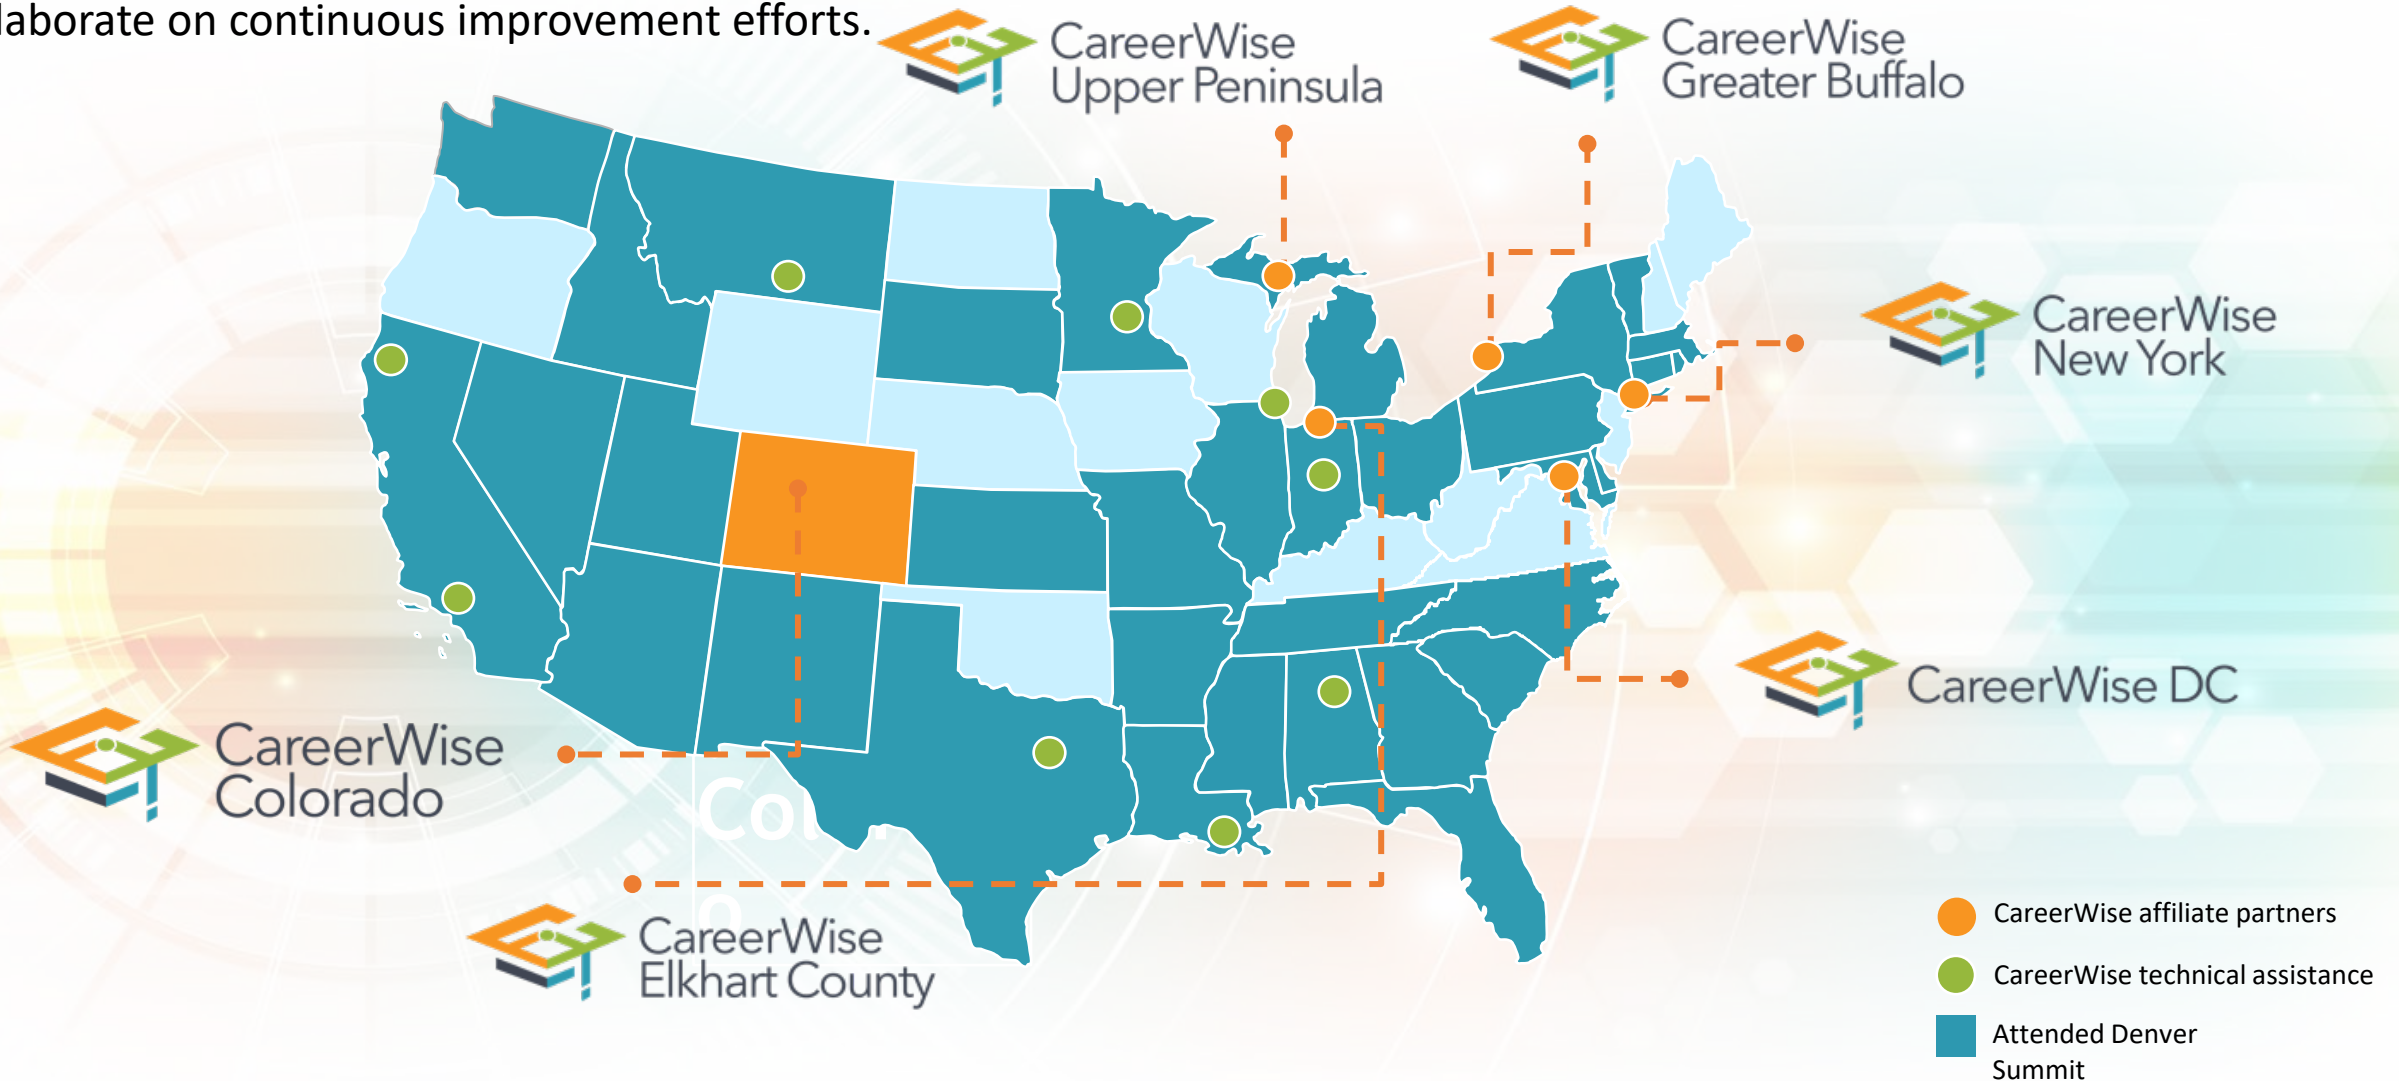 laborate on continuous improvement efforts.
CareerWise
Upper Peninsula
CareerWise
Greater Buffalo
CareerWise
New York
CareerWise DC
CareerWise
Colorado
CareerWise
Elkhart County
CareerWise affiliate partners
CareerWise technical assistance
Attended Denver
Summit